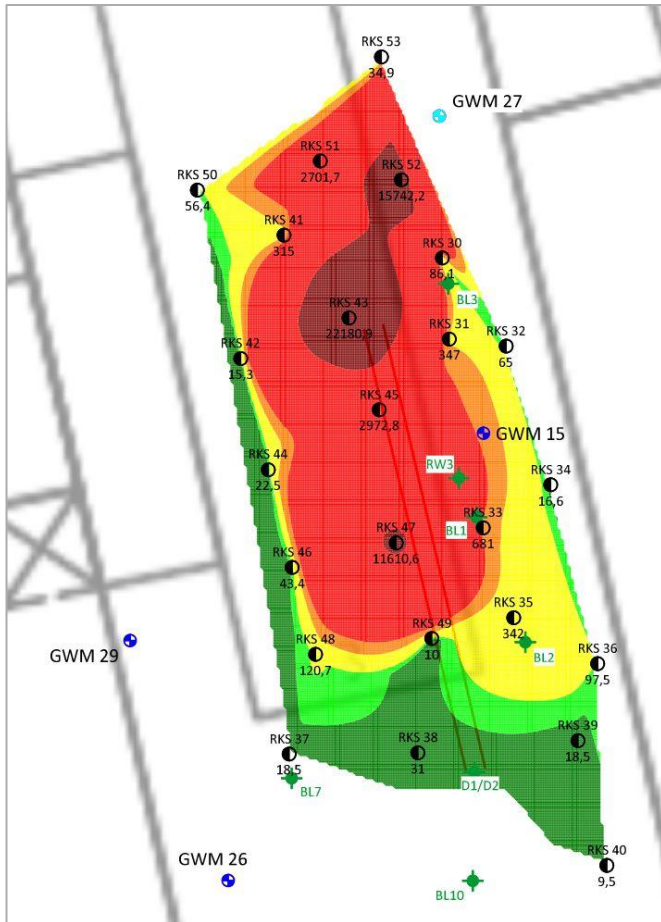 RKS 53
34,9
GWM 27
RKS 51
2701,7
RKS 52
15742,2
RKS 50
56,4
RKS 41
315
RKS 30
86,1
BL3
RKS 43
22180,9
RKS 31
347
RKS 32
65
RKS 42
15,3
RKS 45
2972,8
GWM 15
RKS 44
22,5
RW3
RKS 34
16,6
RKS 33
681
BL1
RKS 47
11610,6
RKS 46
43,4
RKS 35
342
RKS 49
10
BL2
GWM 29
RKS 48
120,7
RKS 36
97,5
RKS 39
18,5
RKS 37
18,5
RKS 38
31
BL7
D1/D2
RKS 40
9,5
GWM 26
BL10